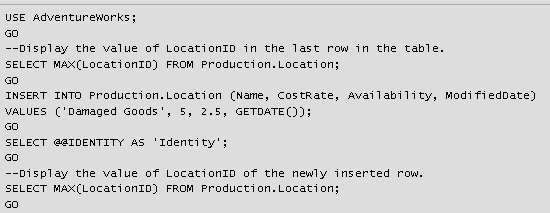 USE AdventureWorks;
GO
--Display the value of LocationID in the last row in the table.
SELECT MAX(LocationID) FROM Production.Location;
GO
INSERT INTO Production.Location (Name, CostRate, Availability, ModifiedDate)
VALUES ('Damaged Goods', 5, 2.5, GETDATE());
GO
SELECT @@IDENTITY AS 'Identity';
GO
--Display the value of LocationID of the newly inserted row.
SELECT MAX(LocationID) FROM Production.Location;
GO